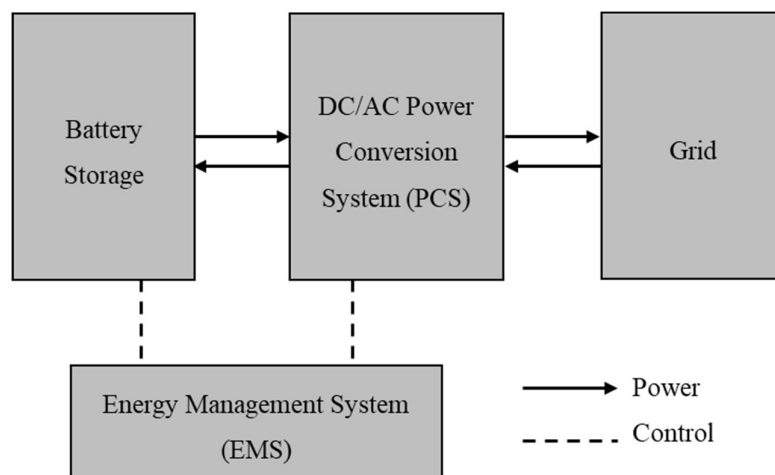 Battery
Storage
DC/AC Power
Conversion
System (PCS)
Grid
Energy Management System
(EMS)
Power
Control